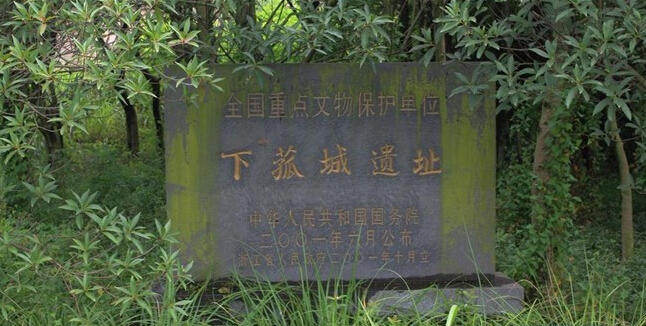 全国重点文物保护单位
下菰城遗址
中华人民共和国国务院
二〇〇一年六月公布
浙江省人民政府二〇〇一年十月立